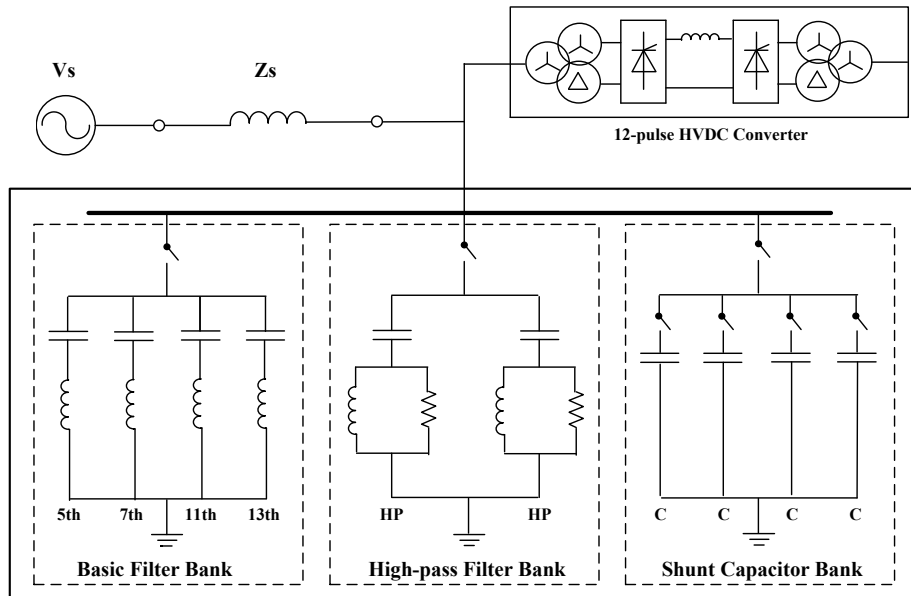 Vs
Zs
12-pulse HVDC Converter
5th 7th 11th 13th
Basic Filter Bank
HP HP
High-pass Filter Bank
C C C C
Shunt Capacitor Bank